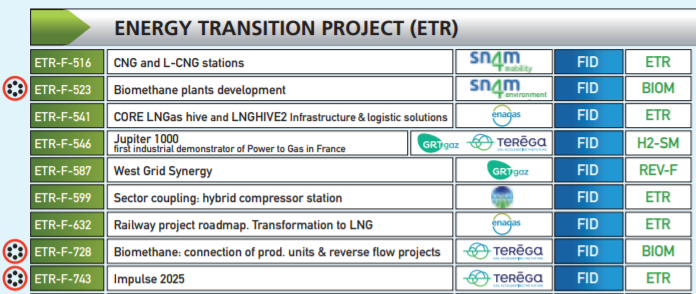 ENERGY TRANSITION PROJECT (ETR)
ETR-F-516 CNG and L-CNG stations sn4m mobility FID ETR
ETR-F-523 Biomethane plants development sn4m environment FID BIOM
ETR-F-541 CORE LNGas hive and LNGHIVE2 Infrastructure & logistic solutions enagas FID ETR
ETR-F-546 Jupiter 1000 GRTgaz TERĒGA FID H2-SM
first industrial demonstrator of Power to Gas in France
ETR-F-587 West Grid Synergy GRTgaz FID REV-F
ETR-F-599 Sector coupling: hybrid compressor station FID ETR
ETR-F-632 Railway project roadmap. Transformation to LNG enagas FID ETR
ETR-F-728 Biomethane: connection of prod. units & reverse flow projects TERĒGA FID BIOM
ETR-F-743 Impulse 2025 TERĒGA FID ETR